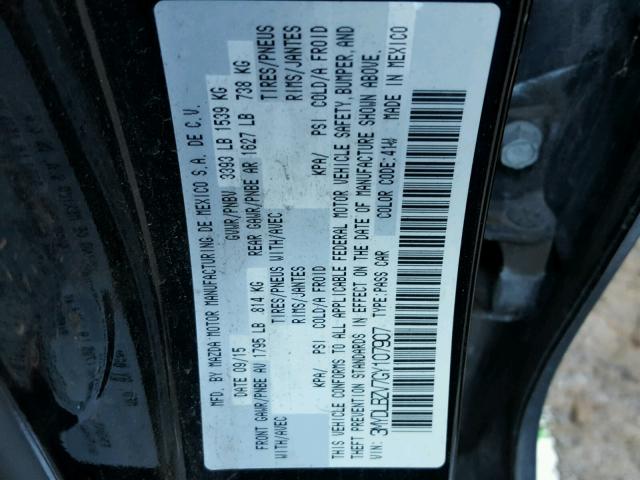 MFD BY MAZDA MOTOR MANUFACTURING DE MEXICO S.A. DE C.V.
DATE 09/15 GVWR/PNBV 3393 LB 1539 KG
FRONT GAWR/PNBE AV 1795 LB 814 KG REAR GAWR/PNBE AR 1627 LB 738 KG
WITH/AVEC TIRES/PNEUS WITH/AVEC TIRES/PNEUS
RIMS/JANTES RIMS/JANTES
KPA/ PSI COLD/A FROID KPA/ PSI COLD/A FROID
THIS VEHICLE CONFORMS TO ALL APPLICABLE FEDERAL MOTOR VEHICLE SAFETY, BUMPER, AND
THEFT PREVENTION STANDARDS IN EFFECT ON THE DATE OF MANUFACTURE SHOWN ABOVE.
VIN: 3MYDLBZV7GY107907 TYPE:PASS CAR COLOR CODE:41W MADE IN MEXICO